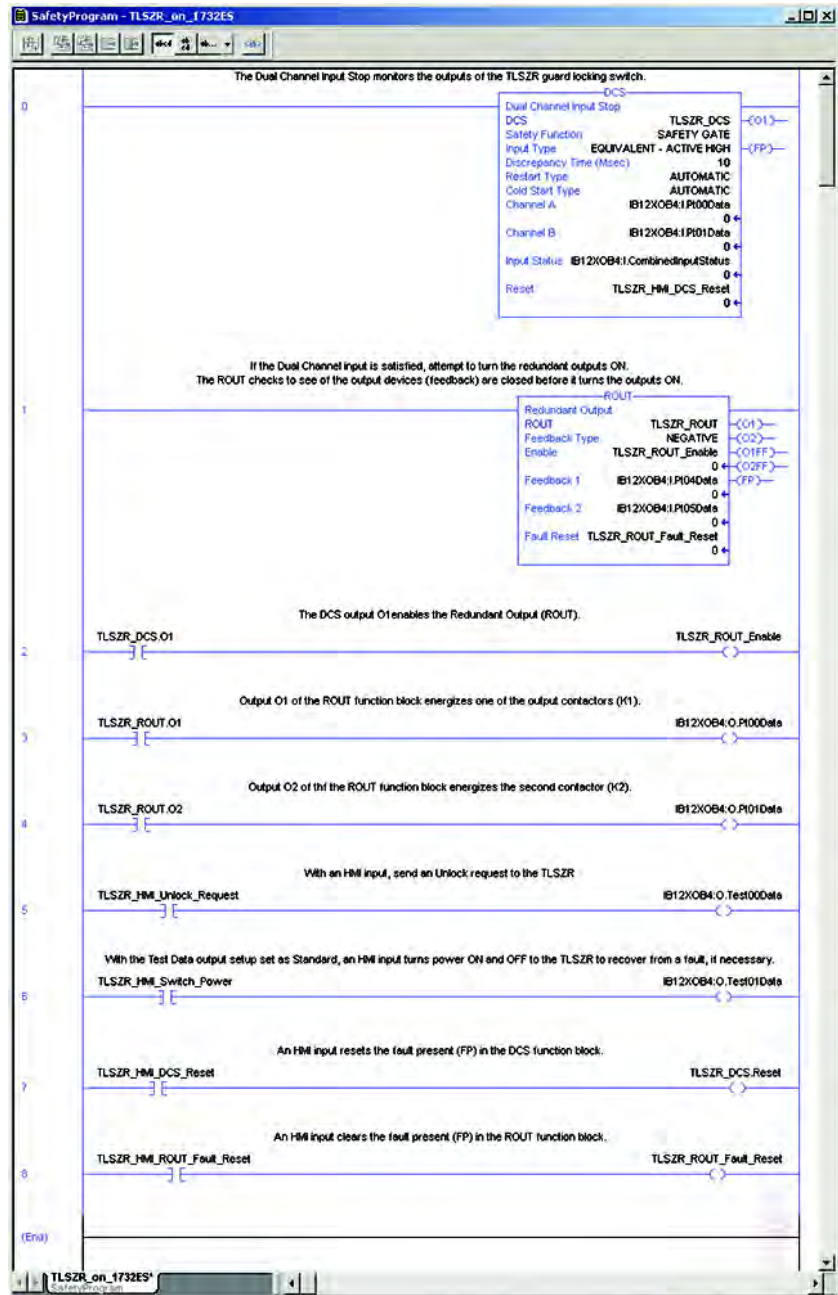 SafetyProgram - TLSZR_on_1732ES
The Dual Channel Input Stop monitors the outputs of the TLSZR guard locking switch.
0
DCS
Dual Channel Input Stop
DCS TLSZR_DCS (O1)
Safety Function SAFETY GATE
Input Type EQUIVALENT - ACTIVE HIGH (FP)
Discrepancy Time (Msec) 10
Restart Type AUTOMATIC
Cold Start Type AUTOMATIC
Channel A IB12XOB4:I.Pt00Data
0
Channel B IB12XOB4:I.Pt01Data
0
Input Status IB12XOB4:I.CombinedInputStatus
0
Reset TLSZR_HMI_DCS_Reset
0
If the Dual Channel input is satisfied, attempt to turn the redundant outputs ON.
The ROUT checks to see of the output devices (feedback) are closed before it turns the outputs ON.
1
ROUT
Redundant Output
ROUT TLSZR_ROUT (O1)
Feedback Type NEGATIVE (O2)
Enable TLSZR_ROUT_Enable (O1FF)
0 (O2FF)
Feedback 1 IB12XOB4:I.Pt04Data (FP)
0
Feedback 2 IB12XOB4:I.Pt05Data
0
Fault Reset TLSZR_ROUT_Fault_Reset
0
The DCS output O1enables the Redundant Output (ROUT).
TLSZR_DCS.O1 TLSZR_ROUT_Enable
2
Output O1 of the ROUT function block energizes one of the output contactors (K1).
TLSZR_ROUT.O1 IB12XOB4:O.Pt00Data
3
Output O2 of thf the ROUT function block energizes the second contactor (K2).
TLSZR_ROUT.O2 IB12XOB4:O.Pt01Data
4
With an HMI input, send an Unlock request to the TLSZR
TLSZR_HMI_Unlock_Request IB12XOB4:O.Test00Data
5
With the Test Data output setup set as Standard, an HMI input turns power ON and OFF to the TLSZR to recover from a fault, if necessary.
TLSZR_HMI_Switch_Power IB12XOB4:O.Test01Data
6
An HMI input resets the fault present (FP) in the DCS function block.
TLSZR_HMI_DCS_Reset TLSZR_DCS.Reset
7
An HMI input clears the fault present (FP) in the ROUT function block.
TLSZR_HMI_ROUT_Fault_Reset TLSZR_ROUT_Fault_Reset
8
(End)
TLSZR_on_1732ES*
SafetyProgram